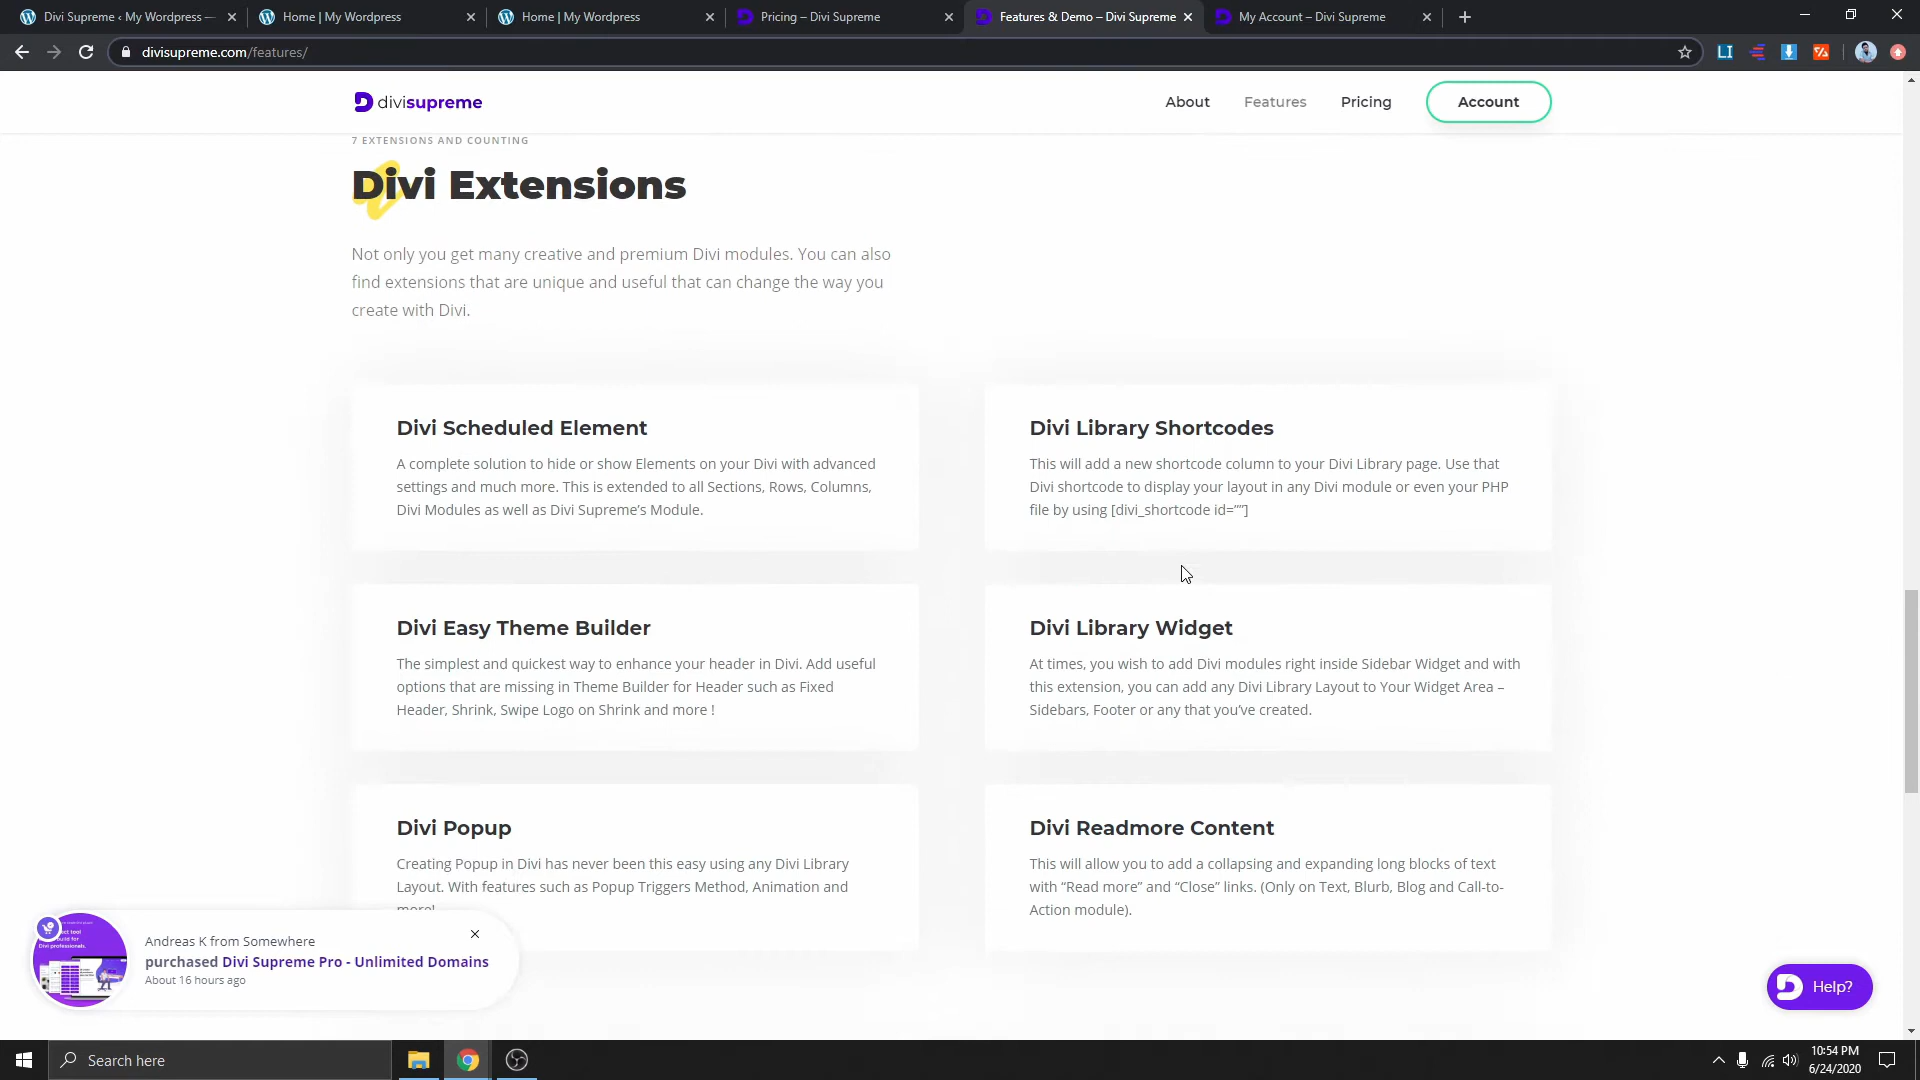 Divi Supreme ‹ My Wordpress —
Home | My Wordpress
Home | My Wordpress
Pricing – Divi Supreme
Features & Demo – Divi Supreme
My Account – Divi Supreme
divisupreme.com/features/
divisupreme
About
Features
Pricing
Account
7 EXTENSIONS AND COUNTING
Divi Extensions
Not only you get many creative and premium Divi modules. You can also
find extensions that are unique and useful that can change the way you
create with Divi.
Divi Scheduled Element
A complete solution to hide or show Elements on your Divi with advanced
settings and much more. This is extended to all Sections, Rows, Columns,
Divi Modules as well as Divi Supreme’s Module.
Divi Library Shortcodes
This will add a new shortcode column to your Divi Library page. Use that
Divi shortcode to display your layout in any Divi module or even your PHP
file by using [divi_shortcode id=””]
Divi Easy Theme Builder
The simplest and quickest way to enhance your header in Divi. Add useful
options that are missing in Theme Builder for Header such as Fixed
Header, Shrink, Swipe Logo on Shrink and more !
Divi Library Widget
At times, you wish to add Divi modules right inside Sidebar Widget and with
this extension, you can add any Divi Library Layout to Your Widget Area –
Sidebars, Footer or any that you’ve created.
Divi Popup
Creating Popup in Divi has never been this easy using any Divi Library
Layout. With features such as Popup Triggers Method, Animation and
more!
Divi Readmore Content
This will allow you to add a collapsing and expanding long blocks of text
with “Read more” and “Close” links. (Only on Text, Blurb, Blog and Call-to-
Action module).
Andreas K from Somewhere
purchased Divi Supreme Pro - Unlimited Domains
About 16 hours ago
Help?
Search here
10:54 PM
6/24/2020